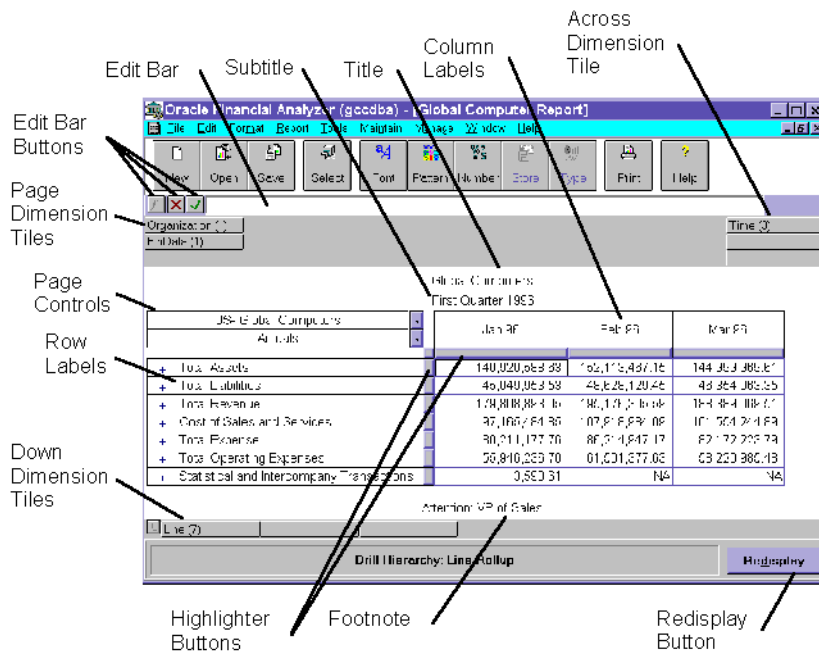 Across
Dimension
Tile
Column
Labels
Edit Bar
Subtitle
Title
Edit Bar
Buttons
Page
Dimension
Tiles
Page
Controls
Row
Labels
Down
Dimension
Tiles
Oracle Financial Analyzer (gccdba) - [Global Computer Report]
File Edit Format Report Tools Maintain Manage Window Help
New Open Save Select Font Pattern Number Store Type Print Help
Organization (1)
FinData (1)
Time (3)
Global Computers
First Quarter 1996
USA Global Computers
Actuals
Jan 96 Feb 96 Mar 96
+ Total Assets
+ Total Liabilities
+ Total Revenue
+ Cost of Sales and Services
+ Total Expense
+ Total Operating Expenses
Statistical and Intercompany Transactions NA NA
Attention: VP of Sales
Line (7)
Drill Hierarchy: Line Rollup
Redisplay
Highlighter
Buttons
Footnote
Redisplay
Button